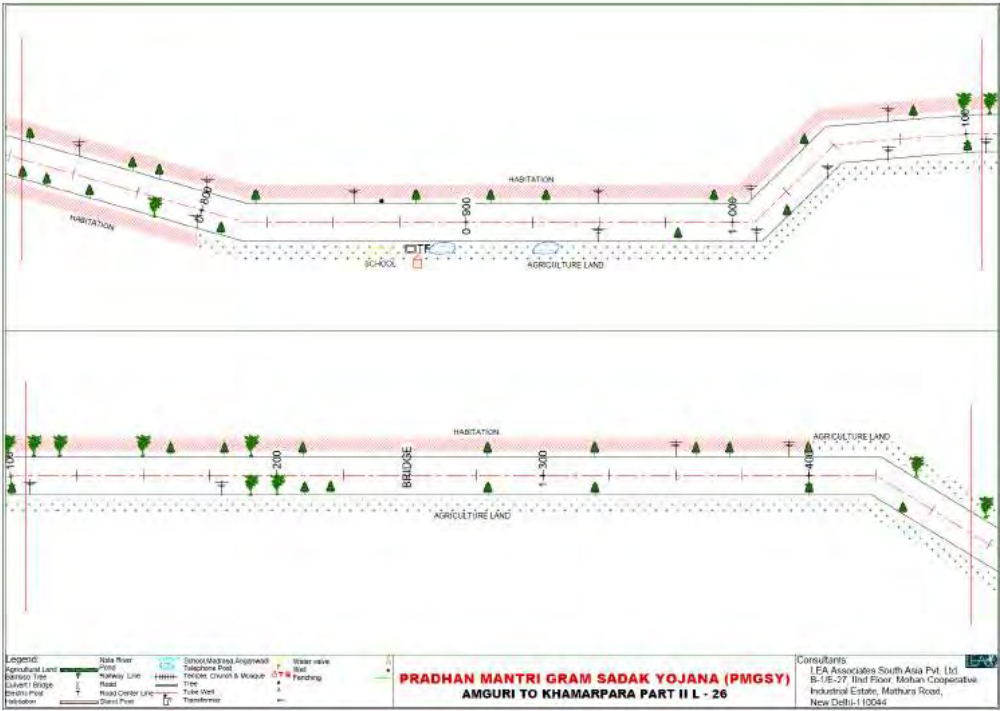 0+800
HABITATION
HABITATION
0+900
1+000
100
SCHOOL
TF
AGRICULTURE LAND
100
200
BRIDGE
HABITATION
1+300
400
AGRICULTURE LAND
AGRICULTURE LAND
Legend:
Agricultural Land
Bamboo Tree
Culvert / Bridge
Electric Post
Habitation
Nala River
Pond
Railway Line
Road
Road Center Line
Stand Post
School,Madrasa,Anganwadi
Telephone Post
Temple, Church & Mosque
Tree
Tube Well
Transformer
Water valve
Well
Fencing
PRADHAN MANTRI GRAM SADAK YOJANA (PMGSY)
AMGURI TO KHAMARPARA PART II L - 26
Consultants:
LEA Associates South Asia Pvt. Ltd.
B-1/E-27, IInd Floor, Mohan Cooperative
Industrial Estate, Mathura Road,
New Delhi-110044
LEA